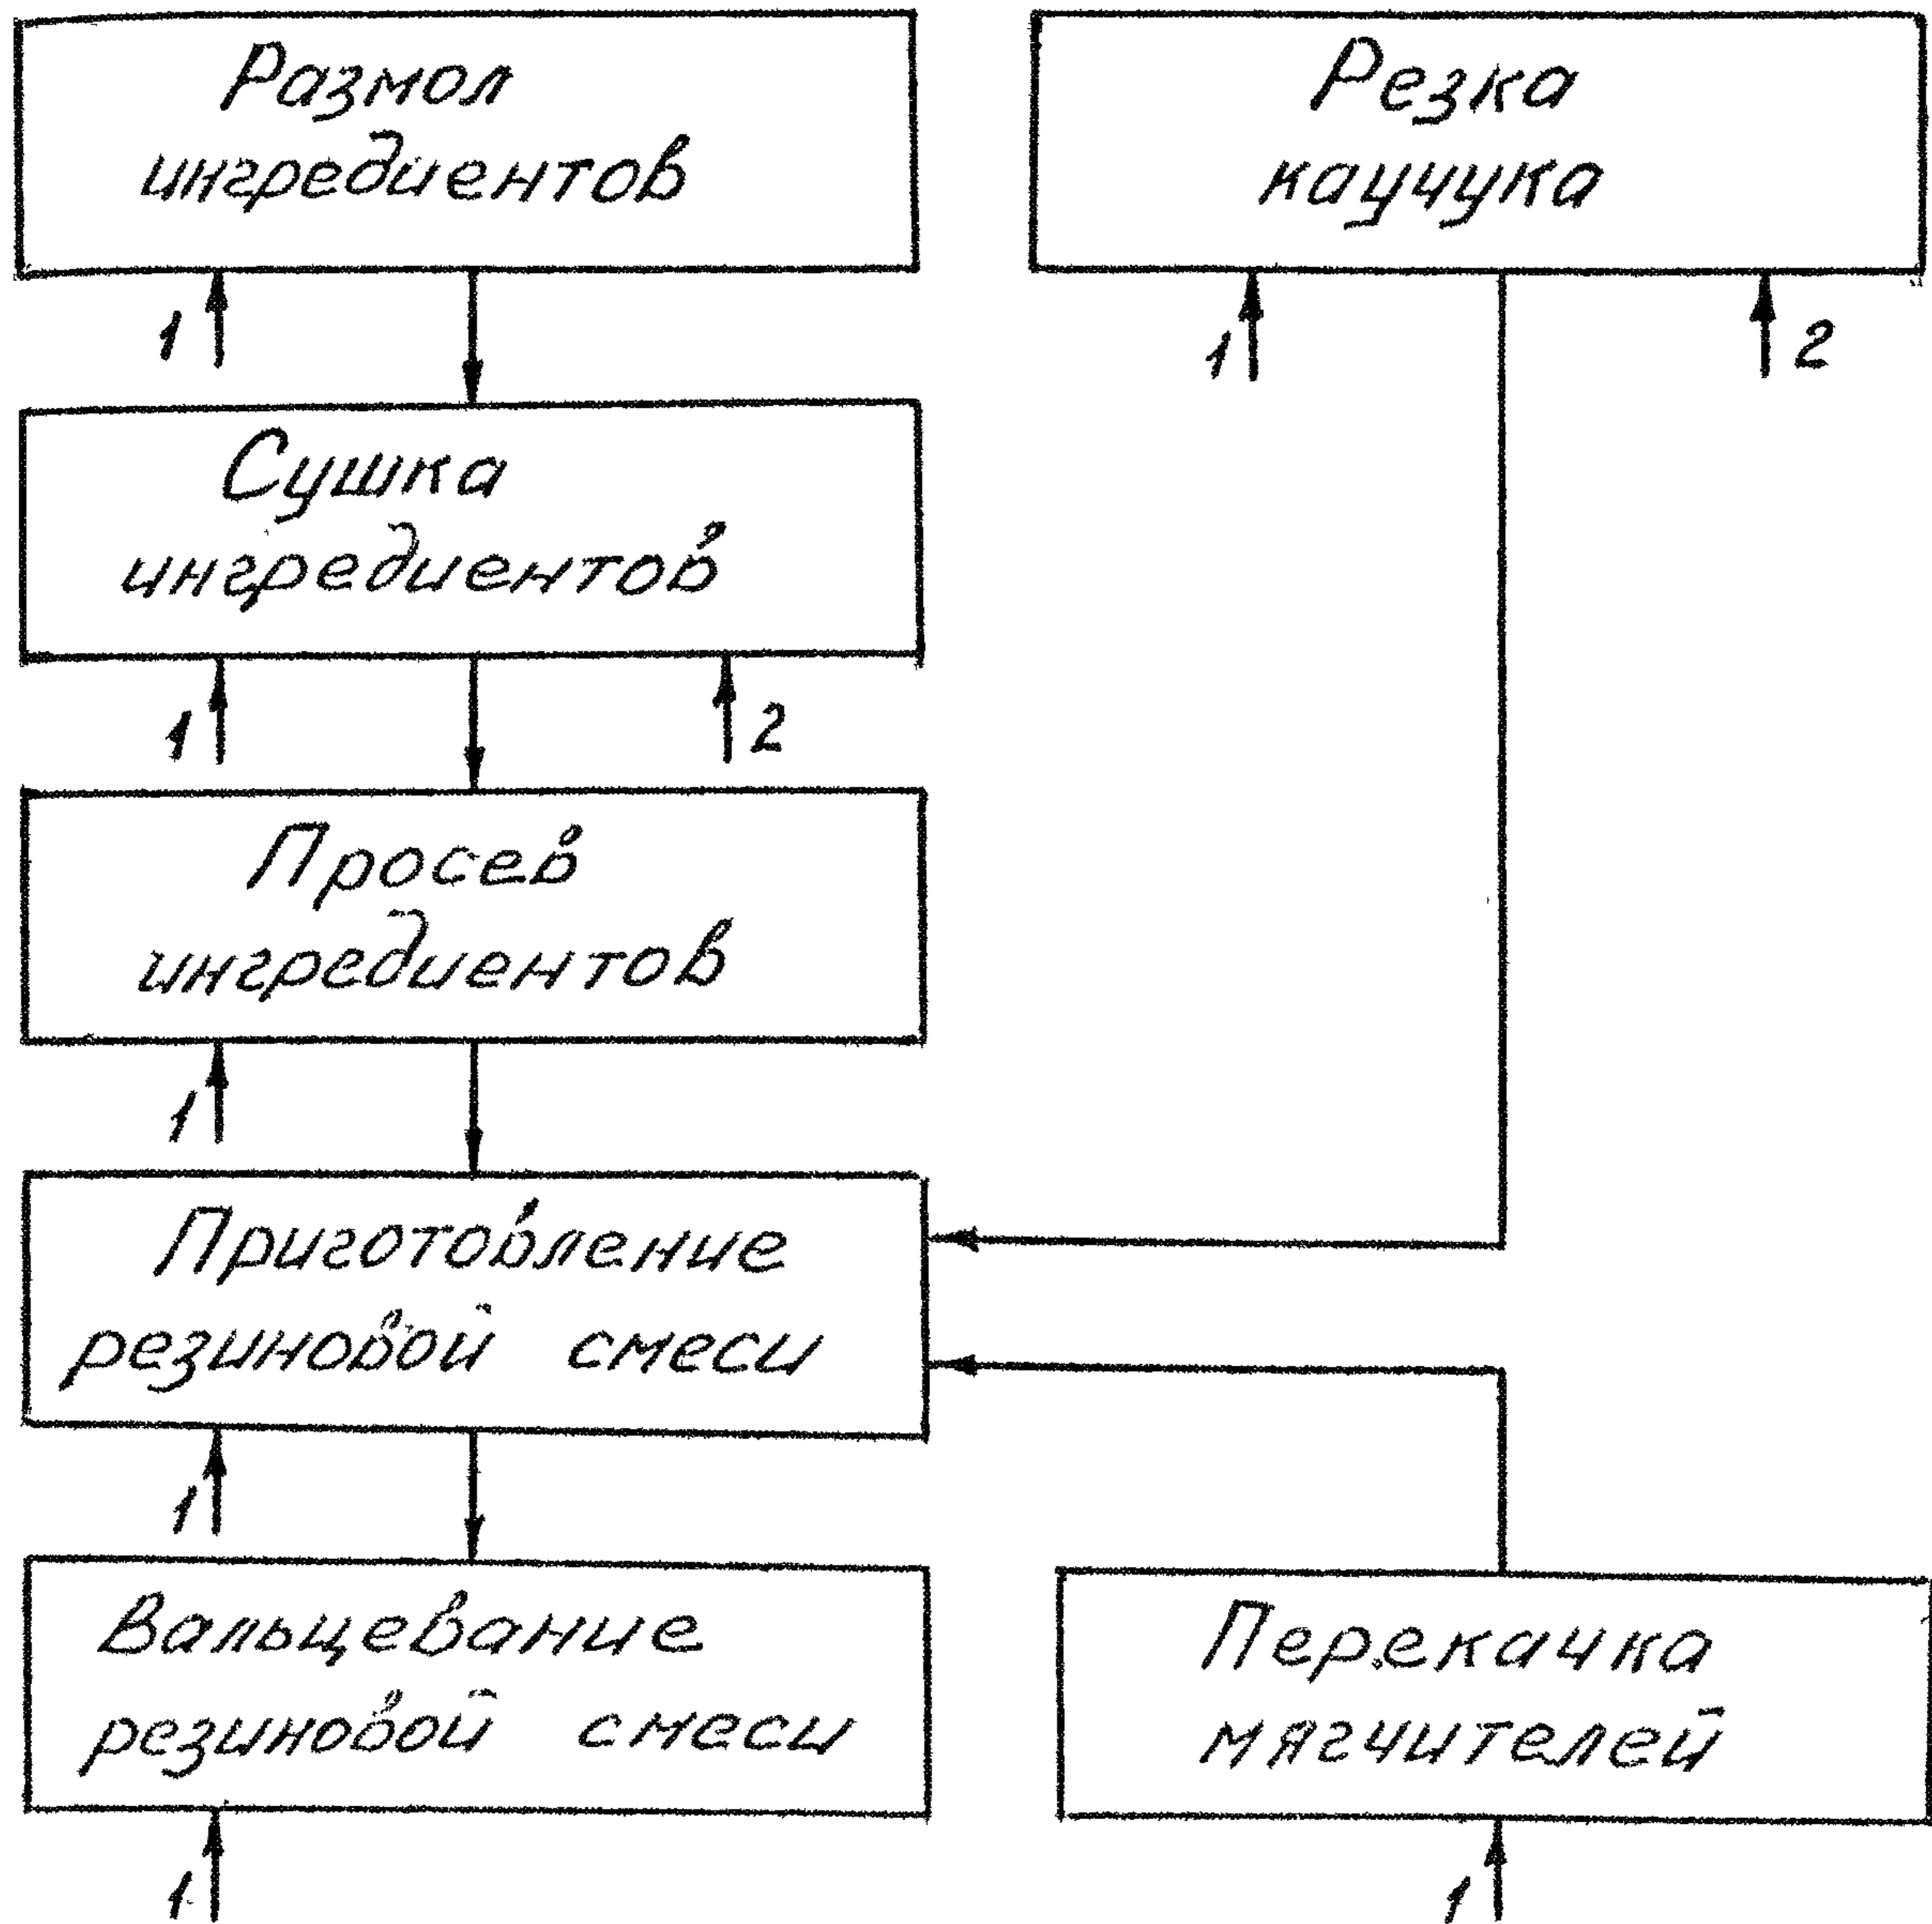 Размол
ингредиентов
Резка
каучука
1
1
2
Сушка
ингредиентов
1
2
Просев
ингредиентов
1
Приготовление
резиновой смеси
1
Вальцевание
резиновой смеси
Перекачка
мягчителей
1
1